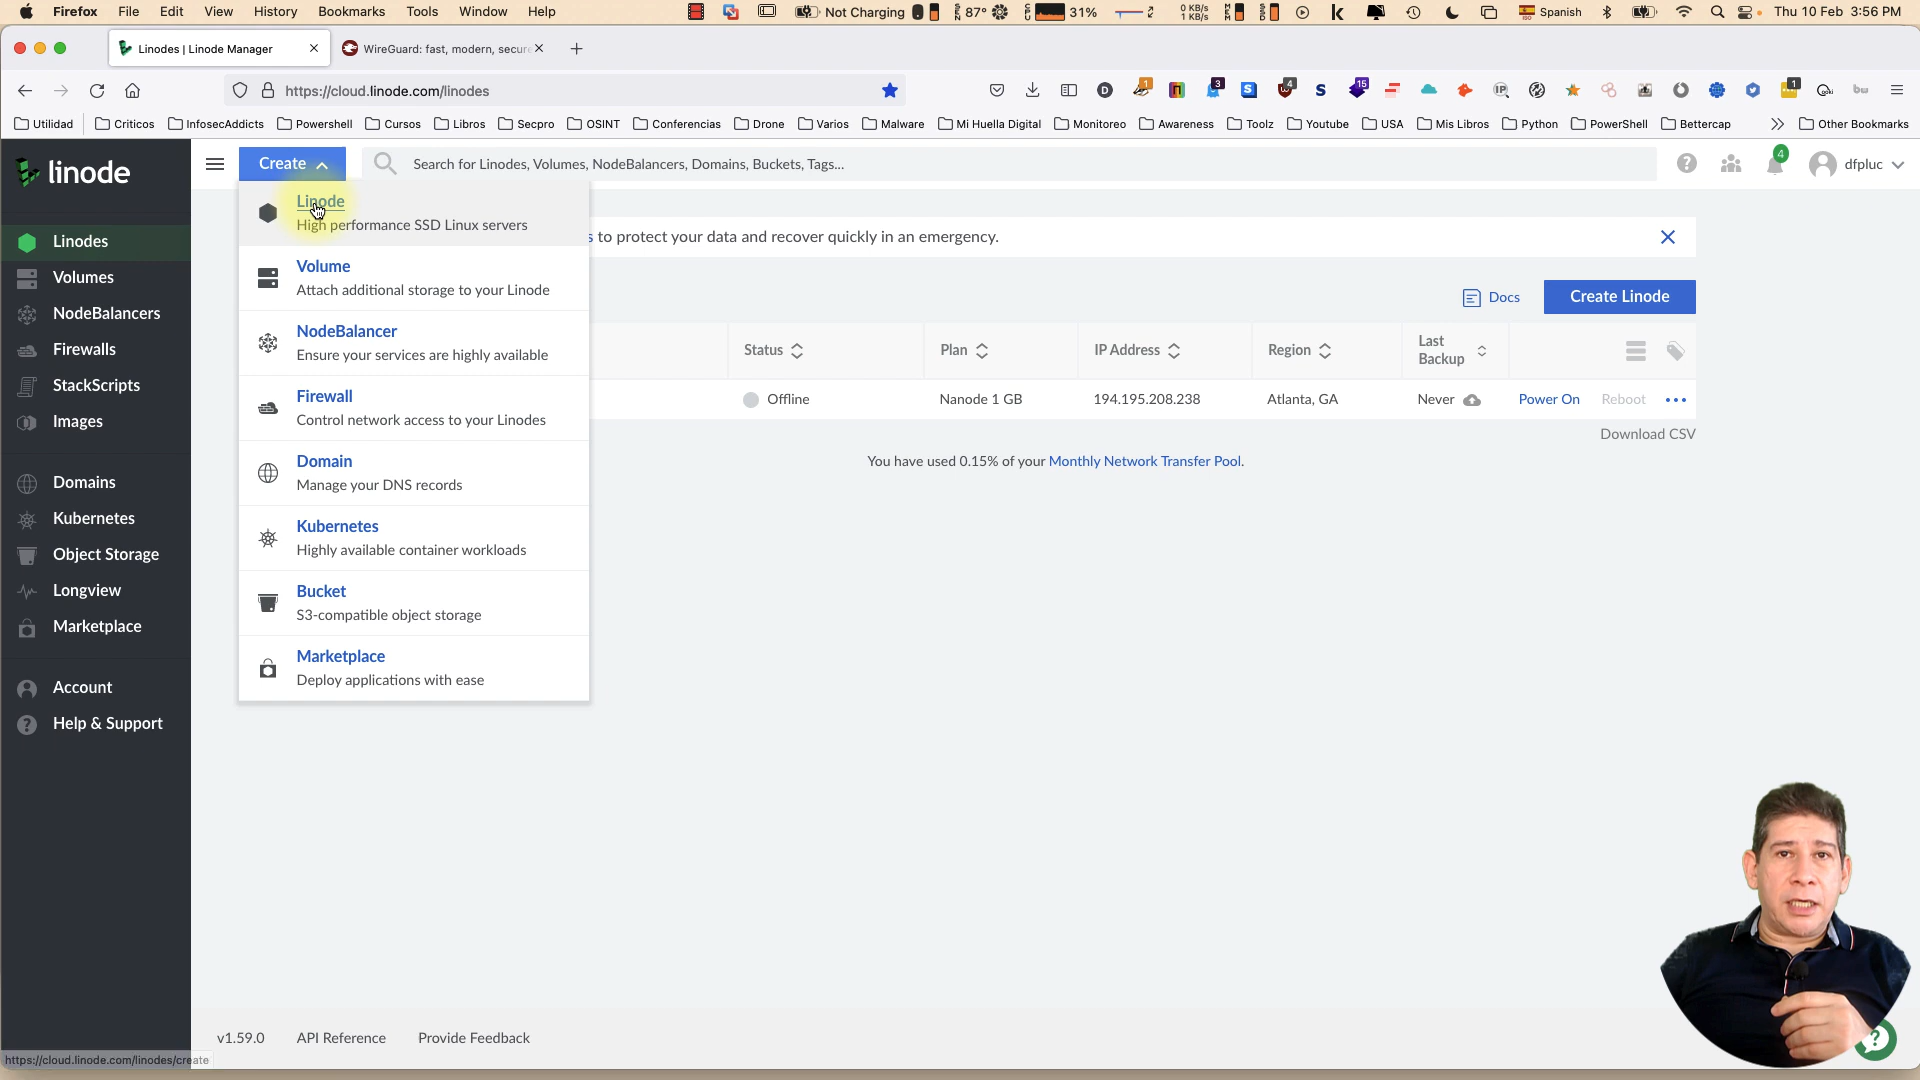 Firefox File Edit View History Bookmarks Tools Window Help
Not Charging 87° 31% 0 KB/s 1 KB/s Spanish Thu 10 Feb 3:56 PM
Linodes | Linode Manager
WireGuard: fast, modern, secure
https://cloud.linode.com/linodes
Utilidad Criticos InfosecAddicts Powershell Cursos Libros Secpro OSINT Conferencias Drone Varios Malware Mi Huella Digital Monitoreo Awareness Toolz Youtube USA Mis Libros Python PowerShell Bettercap Other Bookmarks
linode
Create
Search for Linodes, Volumes, NodeBalancers, Domains, Buckets, Tags...
4
dfpluc
Linodes
Volumes
NodeBalancers
Firewalls
StackScripts
Images
Domains
Kubernetes
Object Storage
Longview
Marketplace
Account
Help & Support
Linode
High performance SSD Linux servers
Volume
Attach additional storage to your Linode
NodeBalancer
Ensure your services are highly available
Firewall
Control network access to your Linodes
Domain
Manage your DNS records
Kubernetes
Highly available container workloads
Bucket
S3-compatible object storage
Marketplace
Deploy applications with ease
s to protect your data and recover quickly in an emergency.
Docs
Create Linode
Status Plan IP Address Region Last Backup
Offline Nanode 1 GB 194.195.208.238 Atlanta, GA Never Power On Reboot
Download CSV
You have used 0.15% of your Monthly Network Transfer Pool.
v1.59.0 API Reference Provide Feedback
https://cloud.linode.com/linodes/create